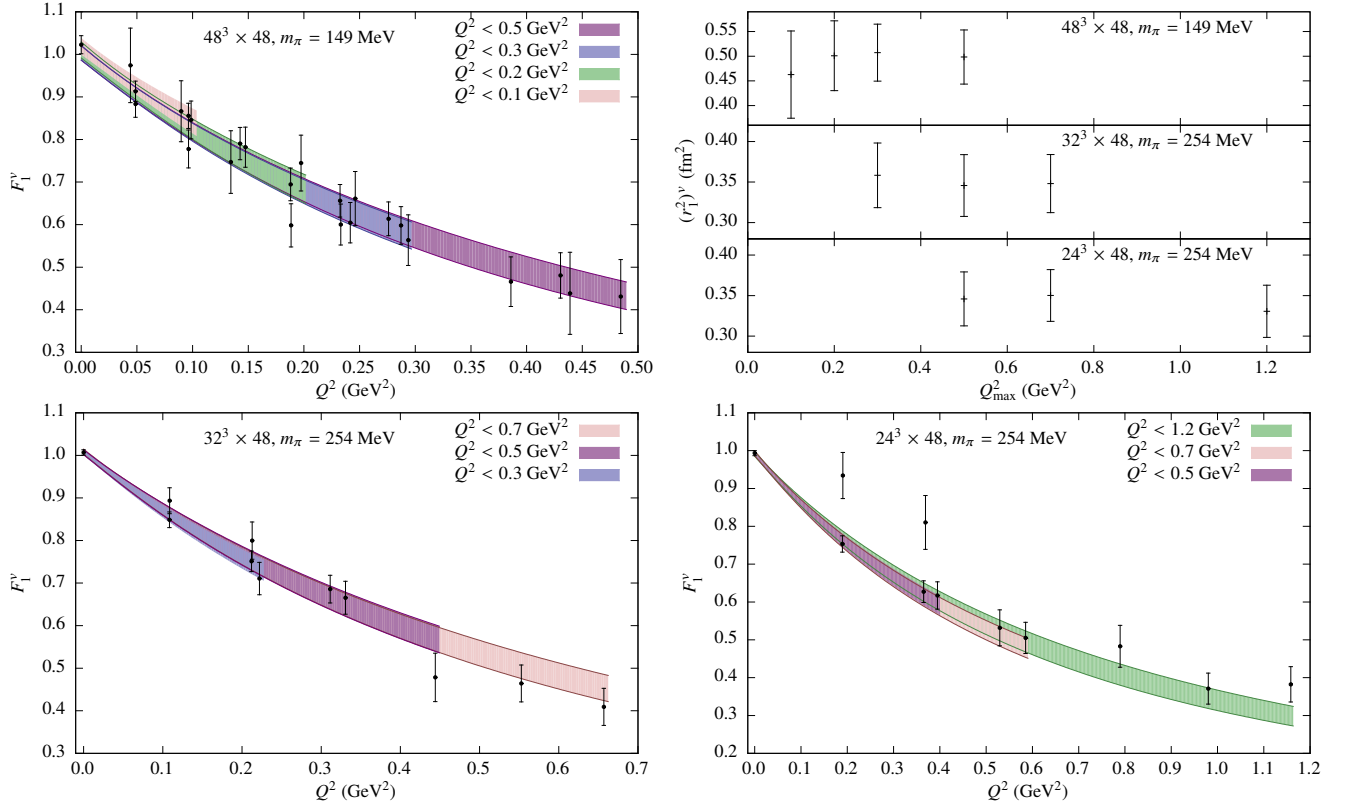 1.1
1.0
0.9
0.8
0.7
0.6
0.5
0.4
0.3
F₁ᵛ
48³ × 48, mπ = 149 MeV
Q² < 0.5 GeV²
Q² < 0.3 GeV²
Q² < 0.2 GeV²
Q² < 0.1 GeV²
0.00 0.05 0.10 0.15 0.20 0.25 0.30 0.35 0.40 0.45 0.50
Q² (GeV²)
(r₁²)ᵛ (fm²)
48³ × 48, mπ = 149 MeV
0.55
0.50
0.45
0.40
32³ × 48, mπ = 254 MeV
0.40
0.35
0.30
24³ × 48, mπ = 254 MeV
0.40
0.35
0.30
0.0 0.2 0.4 0.6 0.8 1.0 1.2
Q²max (GeV²)
1.1
1.0
0.9
0.8
0.7
0.6
0.5
0.4
0.3
F₁ᵛ
32³ × 48, mπ = 254 MeV
Q² < 0.7 GeV²
Q² < 0.5 GeV²
Q² < 0.3 GeV²
0.0 0.1 0.2 0.3 0.4 0.5 0.6 0.7
Q² (GeV²)
1.1
1.0
0.9
0.8
0.7
0.6
0.5
0.4
0.3
0.2
F₁ᵛ
24³ × 48, mπ = 254 MeV
Q² < 1.2 GeV²
Q² < 0.7 GeV²
Q² < 0.5 GeV²
0.0 0.1 0.2 0.3 0.4 0.5 0.6 0.7 0.8 0.9 1.0 1.1 1.2
Q² (GeV²)